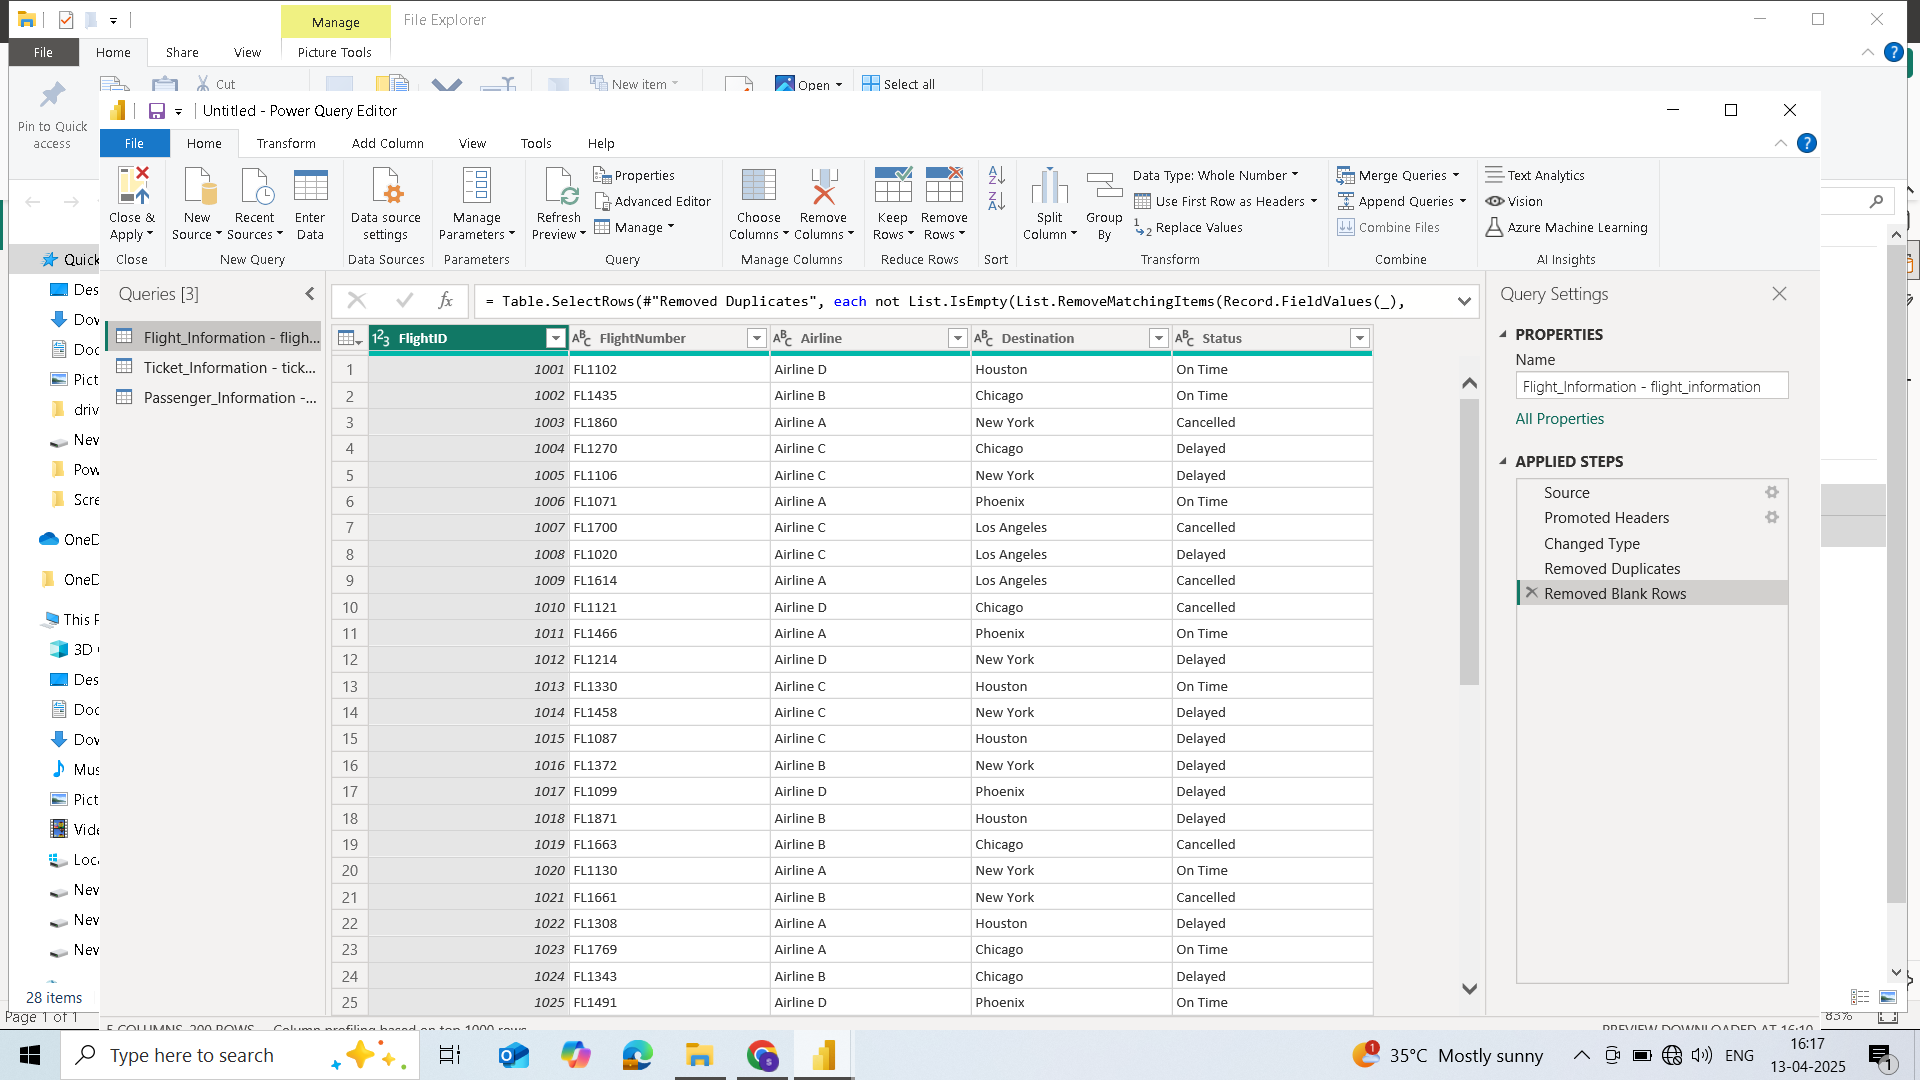 Manage
File Explorer
File
Home
Share
View
Picture Tools
Cut
New item
Open
Select all
Pin to Quick access
Untitled - Power Query Editor
File
Home
Transform
Add Column
View
Tools
Help
Close & Apply
New Source
Recent Sources
Enter Data
Data source settings
Manage Parameters
Refresh Preview
Properties
Advanced Editor
Manage
Choose Columns
Remove Columns
Keep Rows
Remove Rows
Split Column
Group By
Data Type: Whole Number
Use First Row as Headers
Replace Values
Merge Queries
Append Queries
Combine Files
Text Analytics
Vision
Azure Machine Learning
Close
New Query
Data Sources
Parameters
Query
Manage Columns
Reduce Rows
Sort
Transform
Combine
AI Insights
Queries [3]
Flight_Information - fligh...
Ticket_Information - tick...
Passenger_Information -...
= Table.SelectRows(#"Removed Duplicates", each not List.IsEmpty(List.RemoveMatchingItems(Record.FieldValues(_),
FlightID FlightNumber Airline Destination Status
1 1001 FL1102 Airline D Houston On Time
2 1002 FL1435 Airline B Chicago On Time
3 1003 FL1860 Airline A New York Cancelled
4 1004 FL1270 Airline C Chicago Delayed
5 1005 FL1106 Airline C New York Delayed
6 1006 FL1071 Airline A Phoenix On Time
7 1007 FL1700 Airline C Los Angeles Cancelled
8 1008 FL1020 Airline C Los Angeles Delayed
9 1009 FL1614 Airline A Los Angeles Cancelled
10 1010 FL1121 Airline D Chicago Cancelled
11 1011 FL1466 Airline A Phoenix On Time
12 1012 FL1214 Airline D New York Delayed
13 1013 FL1330 Airline C Houston On Time
14 1014 FL1458 Airline C New York Delayed
15 1015 FL1087 Airline C Houston Delayed
16 1016 FL1372 Airline B New York Delayed
17 1017 FL1099 Airline D Phoenix Delayed
18 1018 FL1871 Airline B Houston Delayed
19 1019 FL1663 Airline B Chicago Cancelled
20 1020 FL1130 Airline A New York On Time
21 1021 FL1661 Airline B New York Cancelled
22 1022 FL1308 Airline A Houston Delayed
23 1023 FL1769 Airline A Chicago On Time
24 1024 FL1343 Airline B Chicago Delayed
25 1025 FL1491 Airline D Phoenix On Time
Query Settings
PROPERTIES
Name
Flight_Information - flight_information
All Properties
APPLIED STEPS
Source
Promoted Headers
Changed Type
Removed Duplicates
Removed Blank Rows
Quick
Des
Dov
Doc
Pict
driv
New
Pow
Scre
OneD
OneD
This P
3D
Des
Doc
Dov
Mus
Pict
Vide
Loca
New
New
New
28 items
Page 1 of 1
5 COLUMNS, 200 ROWS Column profiling based on top 1000 rows
PREVIEW DOWNLOADED AT 16:10
83%
Type here to search
1
35°C Mostly sunny
ENG
16:17
13-04-2025
1